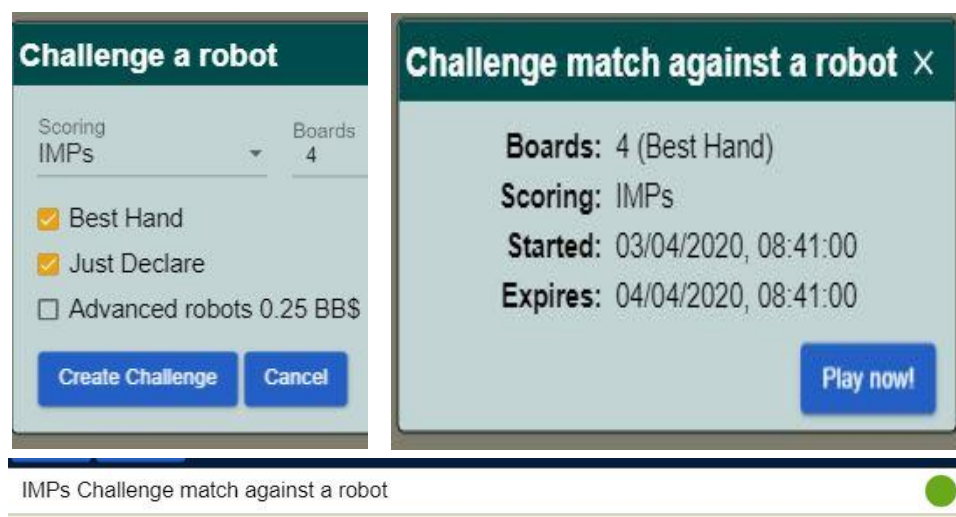 Challenge a robot
Scoring
IMPs
Boards
4
Best Hand
Just Declare
Advanced robots 0.25 BB$
Create Challenge
Cancel
Challenge match against a robot ×
Boards: 4 (Best Hand)
Scoring: IMPs
Started: 03/04/2020, 08:41:00
Expires: 04/04/2020, 08:41:00
Play now!
IMPs Challenge match against a robot